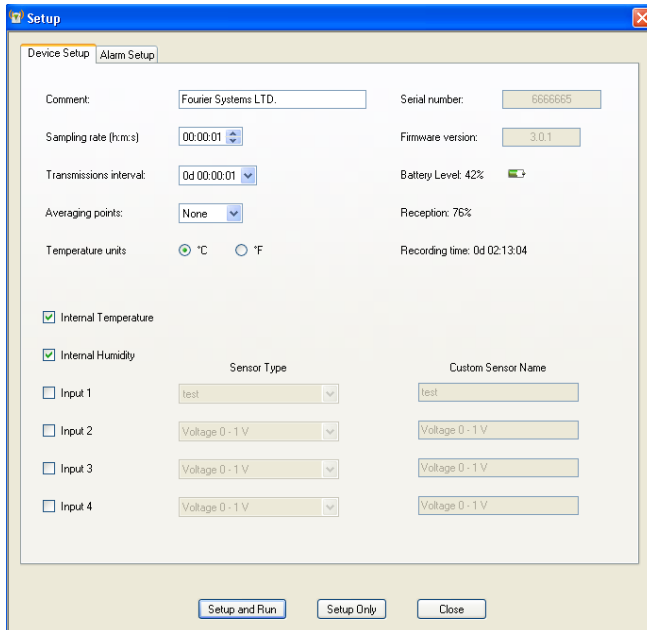 Setup
Device Setup Alarm Setup
Comment: Fourier Systems LTD. Serial number: 6666665
Sampling rate (h:m:s) 00:00:01 Firmware version: 3.0.1
Transmissions interval: 0d 00:00:01 Battery Level: 42%
Averaging points: None Reception: 76%
Temperature units °C °F Recording time: 0d 02:13:04
Internal Temperature
Internal Humidity
Sensor Type Custom Sensor Name
Input 1 test test
Input 2 Voltage 0 - 1 V Voltage 0 - 1 V
Input 3 Voltage 0 - 1 V Voltage 0 - 1 V
Input 4 Voltage 0 - 1 V Voltage 0 - 1 V
Setup and Run Setup Only Close